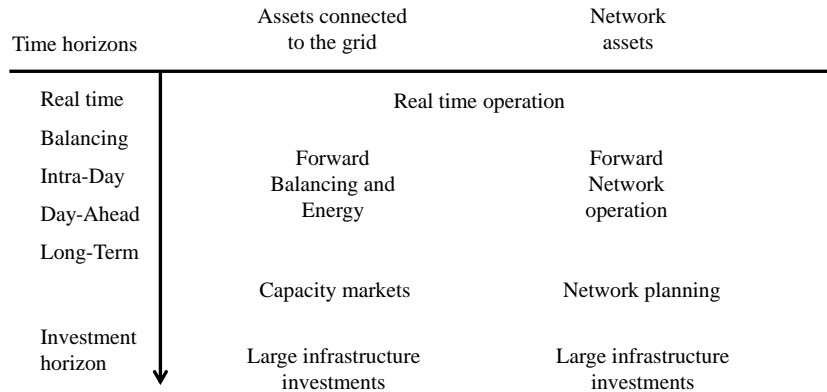 Time horizons
Assets connected
to the grid
Network
assets
Real time
Real time operation
Balancing
Intra-Day
Day-Ahead
Long-Term
Forward
Balancing and
Energy
Forward
Network
operation
Capacity markets
Network planning
Investment
horizon
Large infrastructure
investments
Large infrastructure
investments